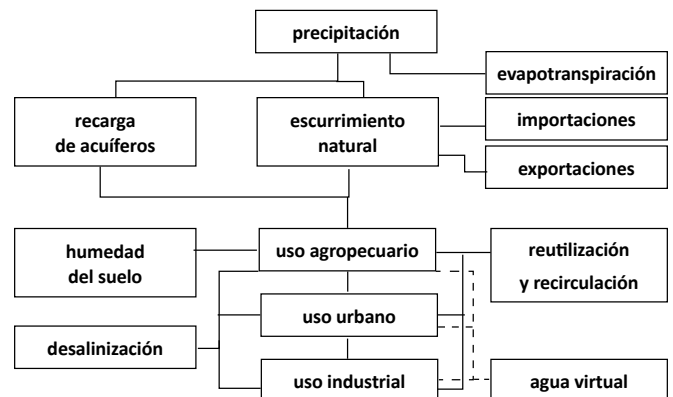 precipitación
evapotranspiración
recarga
de acuíferos
escurrimiento
natural
importaciones
exportaciones
humedad
del suelo
uso agropecuario
reutilización
y recirculación
uso urbano
desalinización
uso industrial
agua virtual